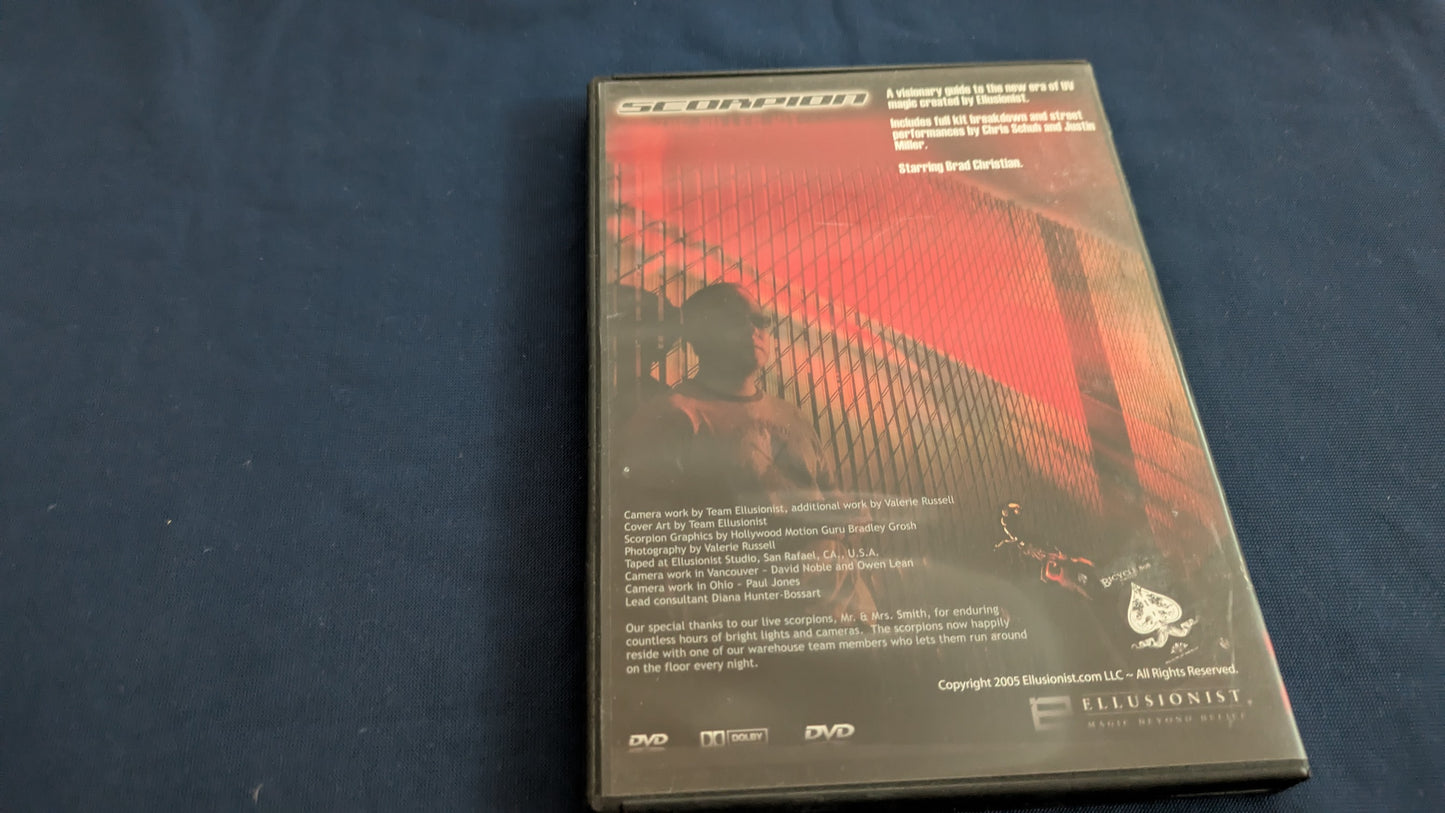 SCORPION
A visionary guide to the new era of UV
magic created by Ellusionist.
Includes full kit breakdown and street
performances by Chris Schuh and Justin
Miller.
Starring Brad Christian.
Camera work by Team Ellusionist, additional work by Valerie Russell
Cover Art by Team Ellusionist
Scorpion Graphics by Hollywood Motion Guru Bradley Grosh
Photography by Valerie Russell
Taped at Ellusionist Studio, San Rafael, CA., U.S.A.
Camera work in Vancouver - David Noble and Owen Lean
Camera work in Ohio - Paul Jones
Lead consultant Diana Hunter-Bossart
Our special thanks to our live scorpions, Mr. & Mrs. Smith, for enduring
countless hours of bright lights and cameras. The scorpions now happily
reside with one of our warehouse team members who lets them run around
on the floor every night.
BICYCLE
Copyright 2005 Ellusionist.com LLC ~ All Rights Reserved.
ELLUSIONIST
MAGIC BEYOND BELIEF
DVD DOLBY DVD